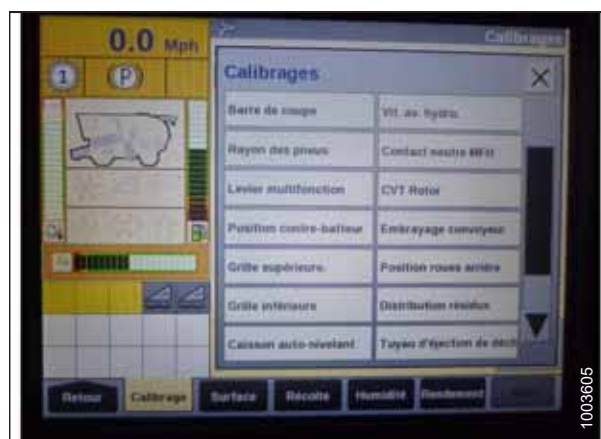 0.0 Mph
Calibrages
1
P
Calibrages
Barre de coupe
Vit. av. hydro.
Rayon des pneus
Contact neutre MFH
Levier multifonction
CVT Rotor
Position contre-batteur
Embrayage convoyeur
Grille supérieure.
Position roues arrière
Grille inférieure
Distribution résidus
Caisson auto-nivelant
Tuyau d'éjection de déch
Retour
Calibrage
Surface
Récolte
Humidité
Rendement
1003605